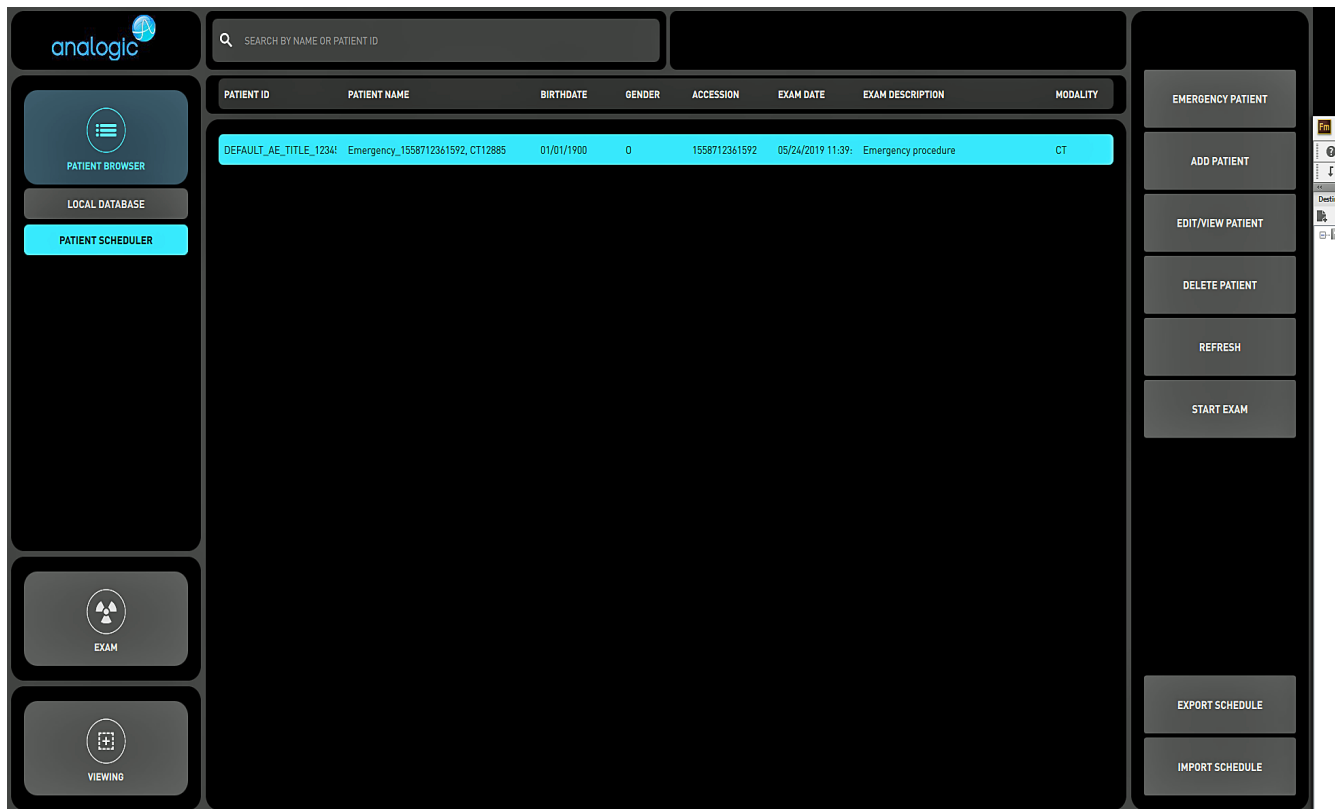 analogic
SEARCH BY NAME OR PATIENT ID
PATIENT BROWSER
LOCAL DATABASE
PATIENT SCHEDULER
EXAM
VIEWING
PATIENT ID PATIENT NAME BIRTHDATE GENDER ACCESSION EXAM DATE EXAM DESCRIPTION MODALITY
DEFAULT_AE_TITLE_1234 Emergency_1558712361592, CT12885 01/01/1900 O 1558712361592 05/24/2019 11:39: Emergency procedure CT
EMERGENCY PATIENT
ADD PATIENT
EDIT/VIEW PATIENT
DELETE PATIENT
REFRESH
START EXAM
EXPORT SCHEDULE
IMPORT SCHEDULE
Fm